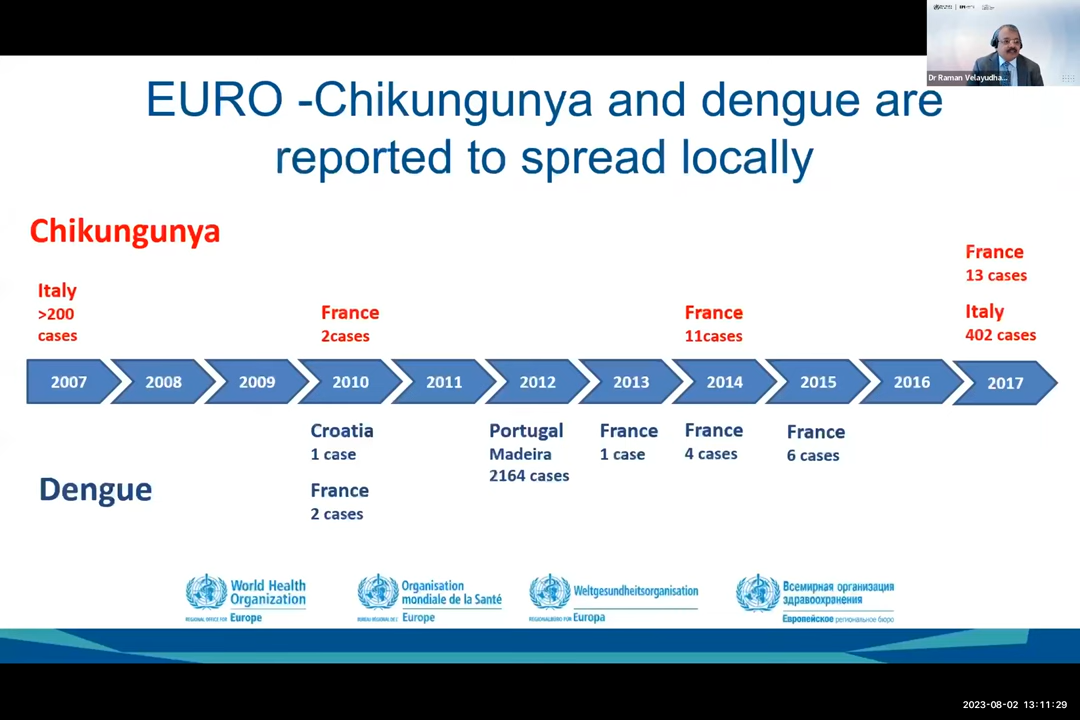 Dr Raman Velayudha...
EURO -Chikungunya and dengue are
reported to spread locally
Chikungunya
Italy
>200
cases
France
2cases
France
11cases
France
13 cases
Italy
402 cases
2007
2008
2009
2010
2011
2012
2013
2014
2015
2016
2017
Dengue
Croatia
1 case
France
2 cases
Portugal
Madeira
2164 cases
France
1 case
France
4 cases
France
6 cases
World Health
Organization
REGIONAL OFFICE FOR Europe
Organisation
mondiale de la Santé
Europe
Weltgesundheitsorganisation
REGIONALBÜRO FÜR Europa
Всемирная организация
здравоохранения
Европейское региональное бюро
2023-08-02 13:11:29